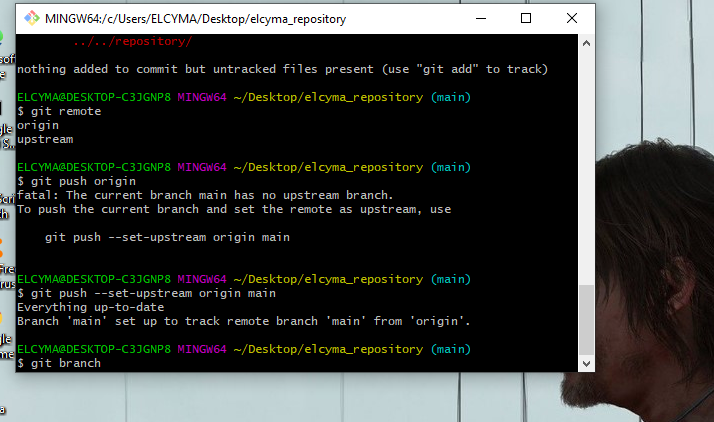 MINGW64:/c/Users/ELCYMA/Desktop/elcyma_repository
../../repository/
nothing added to commit but untracked files present (use "git add" to track)
ELCYMA@DESKTOP-C3JGNP8 MINGW64 ~/Desktop/elcyma_repository (main)
$ git remote
origin
upstream
ELCYMA@DESKTOP-C3JGNP8 MINGW64 ~/Desktop/elcyma_repository (main)
$ git push origin
fatal: The current branch main has no upstream branch.
To push the current branch and set the remote as upstream, use
git push --set-upstream origin main
ELCYMA@DESKTOP-C3JGNP8 MINGW64 ~/Desktop/elcyma_repository (main)
$ git push --set-upstream origin main
Everything up-to-date
Branch 'main' set up to track remote branch 'main' from 'origin'.
ELCYMA@DESKTOP-C3JGNP8 MINGW64 ~/Desktop/elcyma_repository (main)
$ git branch